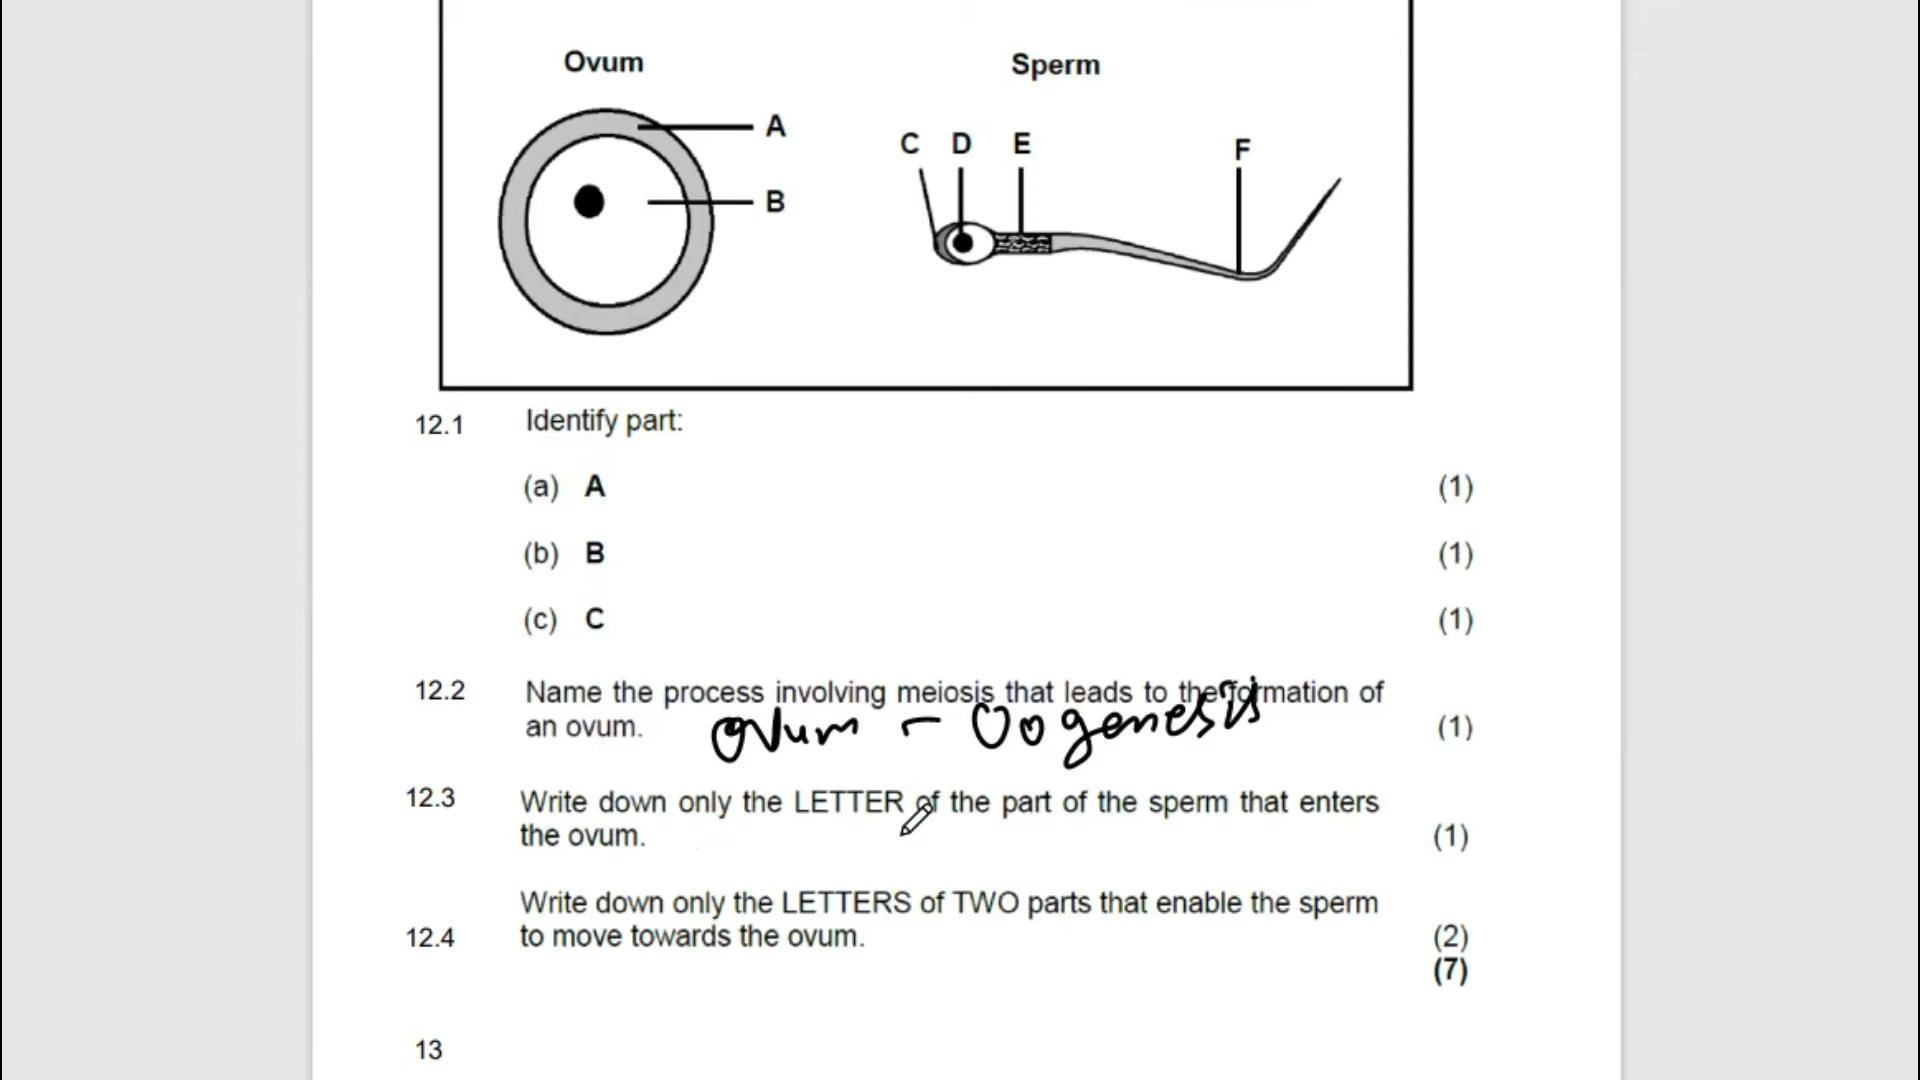 Ovum
Sperm
A
B
C D E F
12.1 Identify part:
(a) A (1)
(b) B (1)
(c) C (1)
12.2 Name the process involving meiosis that leads to the formation of
an ovum. (1)
Ovum - Oogenesis
12.3 Write down only the LETTER of the part of the sperm that enters
the ovum. (1)
Write down only the LETTERS of TWO parts that enable the sperm
12.4 to move towards the ovum. (2)
(7)
13